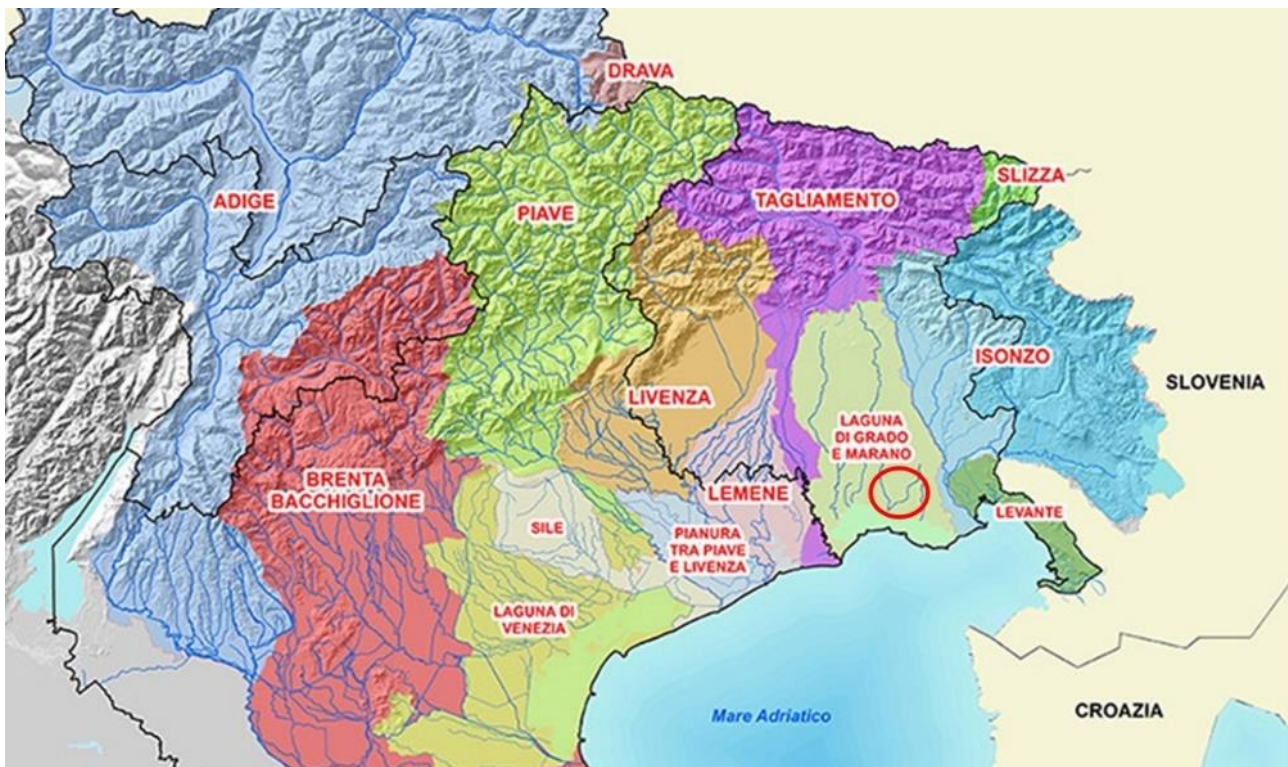 DRAVA
SLIZZA
ADIGE
PIAVE
TAGLIAMENTO
ISONZO
SLOVENIA
LIVENZA
LAGUNA
DI GRADO
E MARANO
BRENTA
BACCHIGLIONE
LEMENE
LEVANTE
SILE
PIANURA
TRA PIAVE
E LIVENZA
LAGUNA DI
VENEZIA
Mare Adriatico
CROAZIA